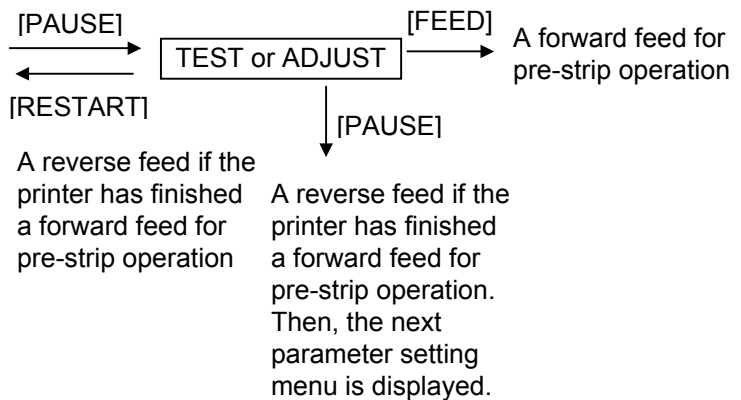 [PAUSE]
[FEED]
TEST or ADJUST
A forward feed for
pre-strip operation
[RESTART]
[PAUSE]
A reverse feed if the
printer has finished
a forward feed for
pre-strip operation
A reverse feed if the
printer has finished
a forward feed for
pre-strip operation.
Then, the next
parameter setting
menu is displayed.